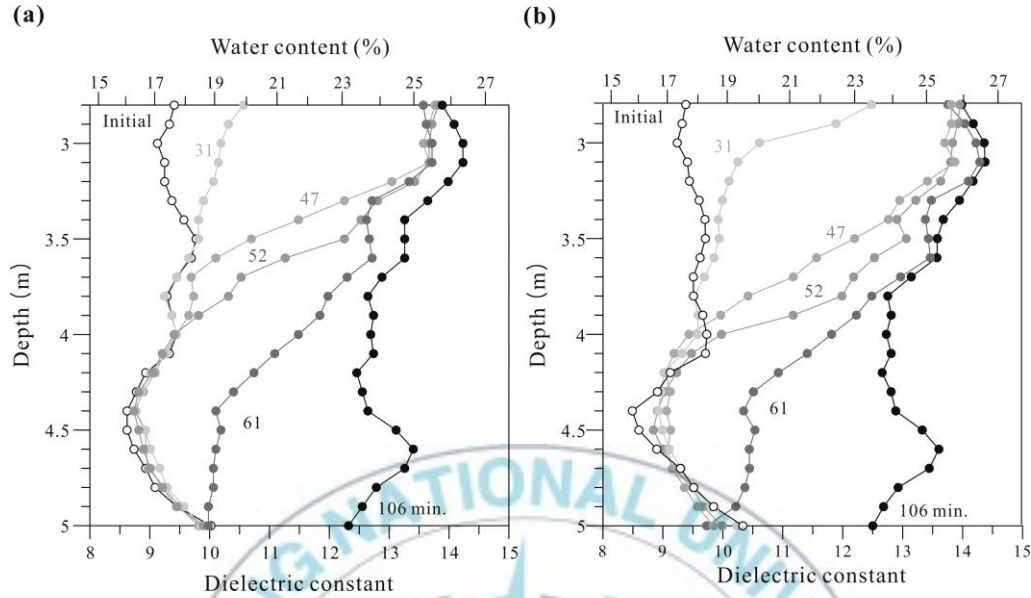 (a)
Water content (%)
15 17 19 21 23 25 27
Initial
31
47
52
61
106 min.
3
3.5
4
4.5
5
Depth (m)
8 9 10 11 12 13 14 15
Dielectric constant
(b)
Water content (%)
15 17 19 21 23 25 27
Initial
31
47
52
61
106 min.
3
3.5
4
4.5
5
Depth (m)
8 9 10 11 12 13 14 15
Dielectric constant
G NATIONAL UNI